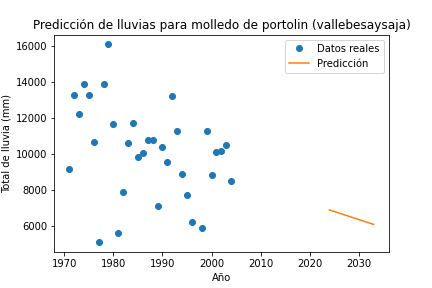 Predicción de lluvias para molledo de portolin (vallebesaysaja)
Datos reales
Predicción
Total de lluvia (mm)
16000
14000
12000
10000
8000
6000
1970 1980 1990 2000 2010 2020 2030
Año